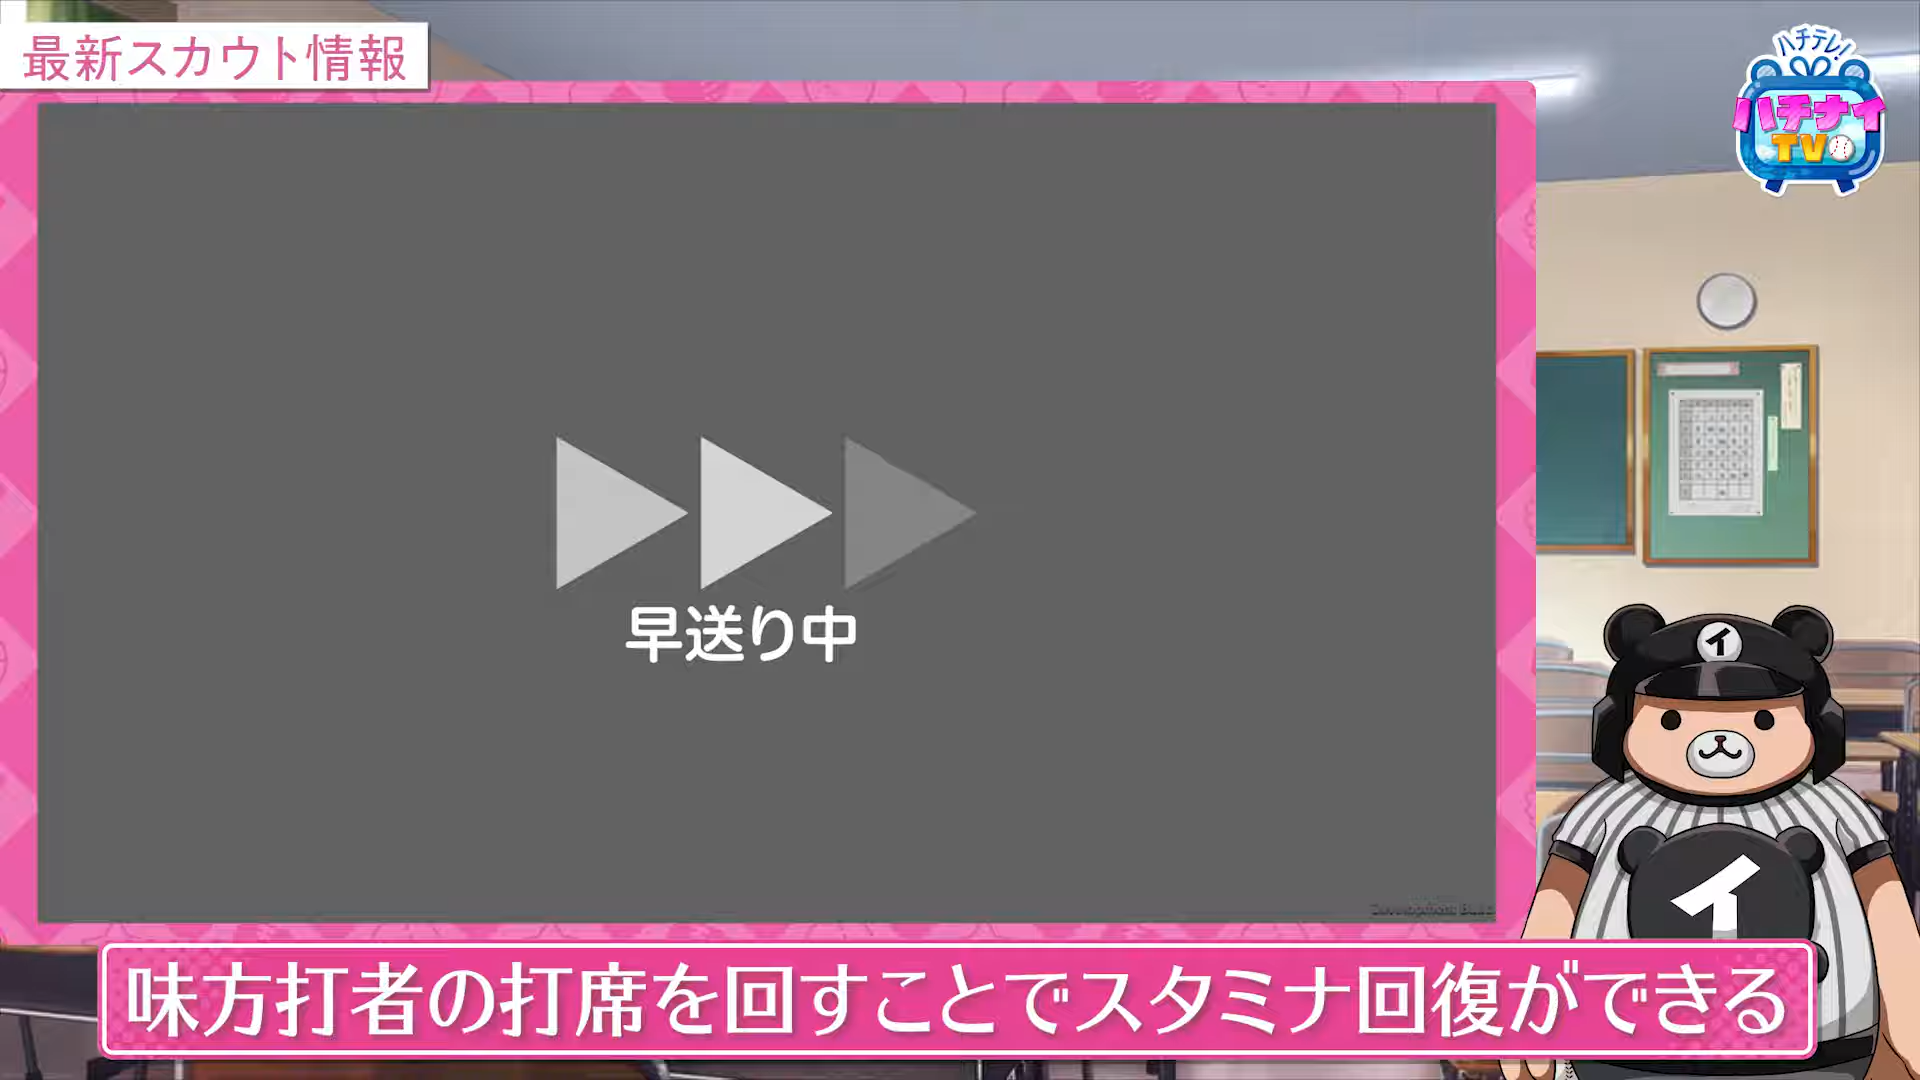 最新スカウト情報
ハチテレ!
ハチナイ
TV
早送り中
Development Build
イ
イ
味方打者の打席を回すことでスタミナ回復ができる